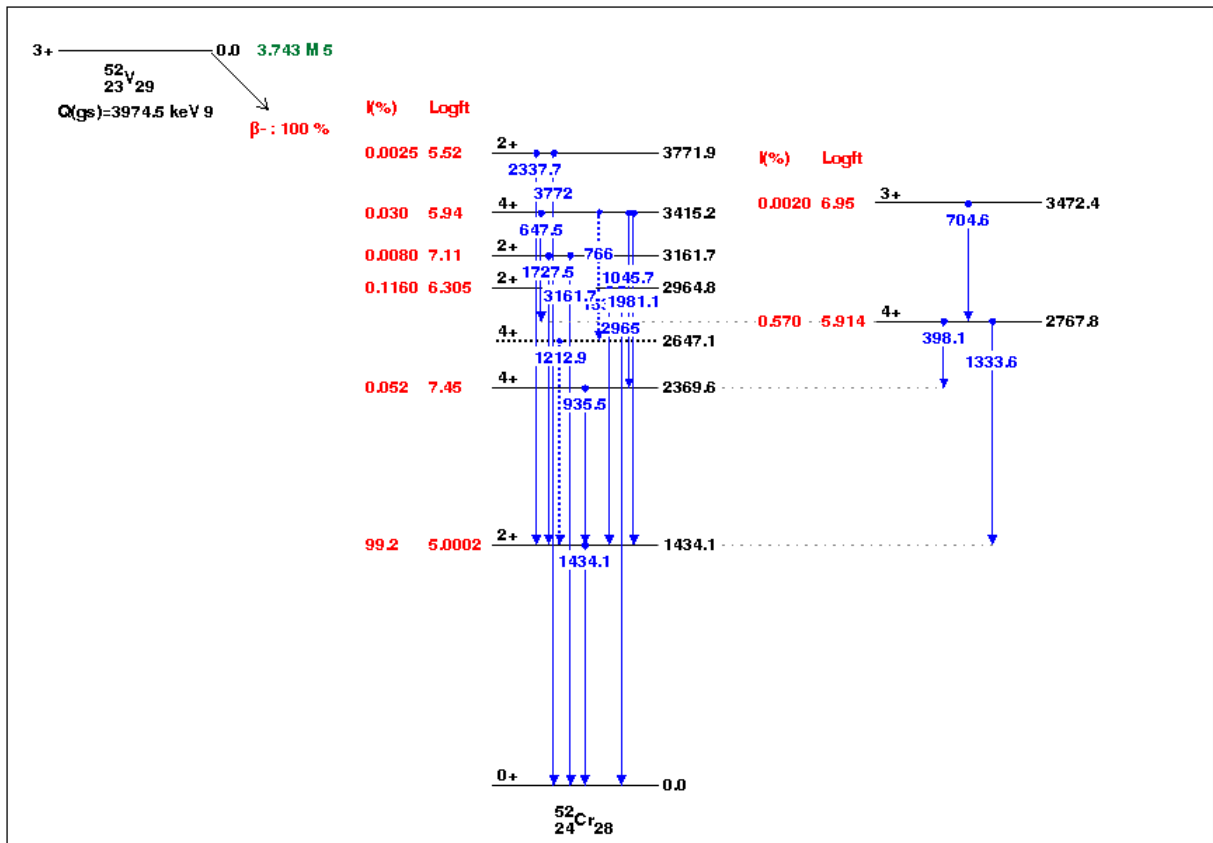 3+ 0.0 3.743 M 5
52
23 V 29
Q(gs)=3974.5 keV 9
β- : 100 %
I(%) Logft
0.0025 5.52 2+ 3771.9
2337.7
3772
I(%) Logft
0.0020 6.95 3+ 3472.4
704.6
0.030 5.94 4+ 3415.2
647.5
0.0080 7.11 2+ 766 3161.7
1727.5 1045.7
0.1160 6.305 2+ 2964.8
3161.7 1981.1
0.570 5.914 4+ 2767.8
2965
398.1
4+ 2647.1
1212.9 1333.6
0.052 7.45 4+ 2369.6
935.5
99.2 5.0002 2+ 1434.1
1434.1
0+ 0.0
52
24 Cr 28